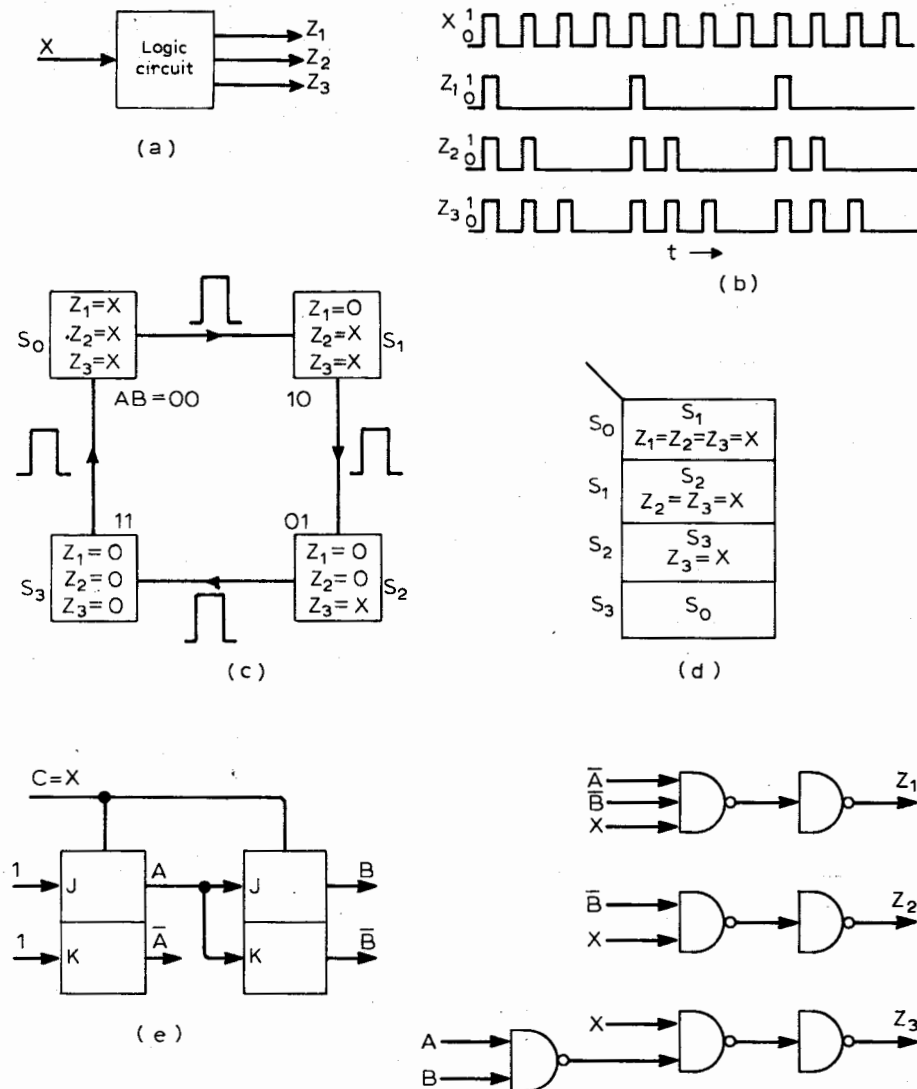 X
Logic
circuit
Z₁
Z₂
Z₃
(a)
X 1
0
Z₁ 1
0
Z₂ 1
0
Z₃ 1
0
t →
(b)
S₀
Z₁=X
Z₂=X
Z₃=X
AB=00
Z₁=0
Z₂=X
Z₃=X
S₁
10
11
S₃
Z₁=0
Z₂=0
Z₃=0
01
Z₁=0
Z₂=0
Z₃=X
S₂
(c)
S₀
S₁
Z₁=Z₂=Z₃=X
S₁
S₂
Z₂=Z₃=X
S₂
S₃
Z₃=X
S₃
S₀
(d)
C=X
1
J
A
J
B
1
K
A̅
K
B̅
(e)
A̅
B̅
X
Z₁
B̅
X
Z₂
A
B
X
Z₃